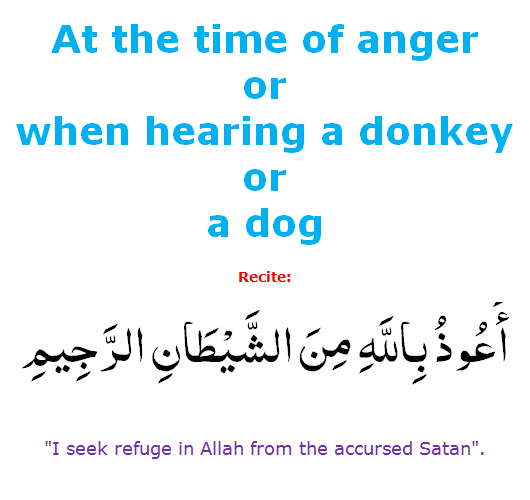 At the time of anger
or
when hearing a donkey
or
a dog
Recite:
أَعُوذُ بِاللَّهِ مِنَ الشَّيْطَانِ الرَّجِيمِ
"I seek refuge in Allah from the accursed Satan".